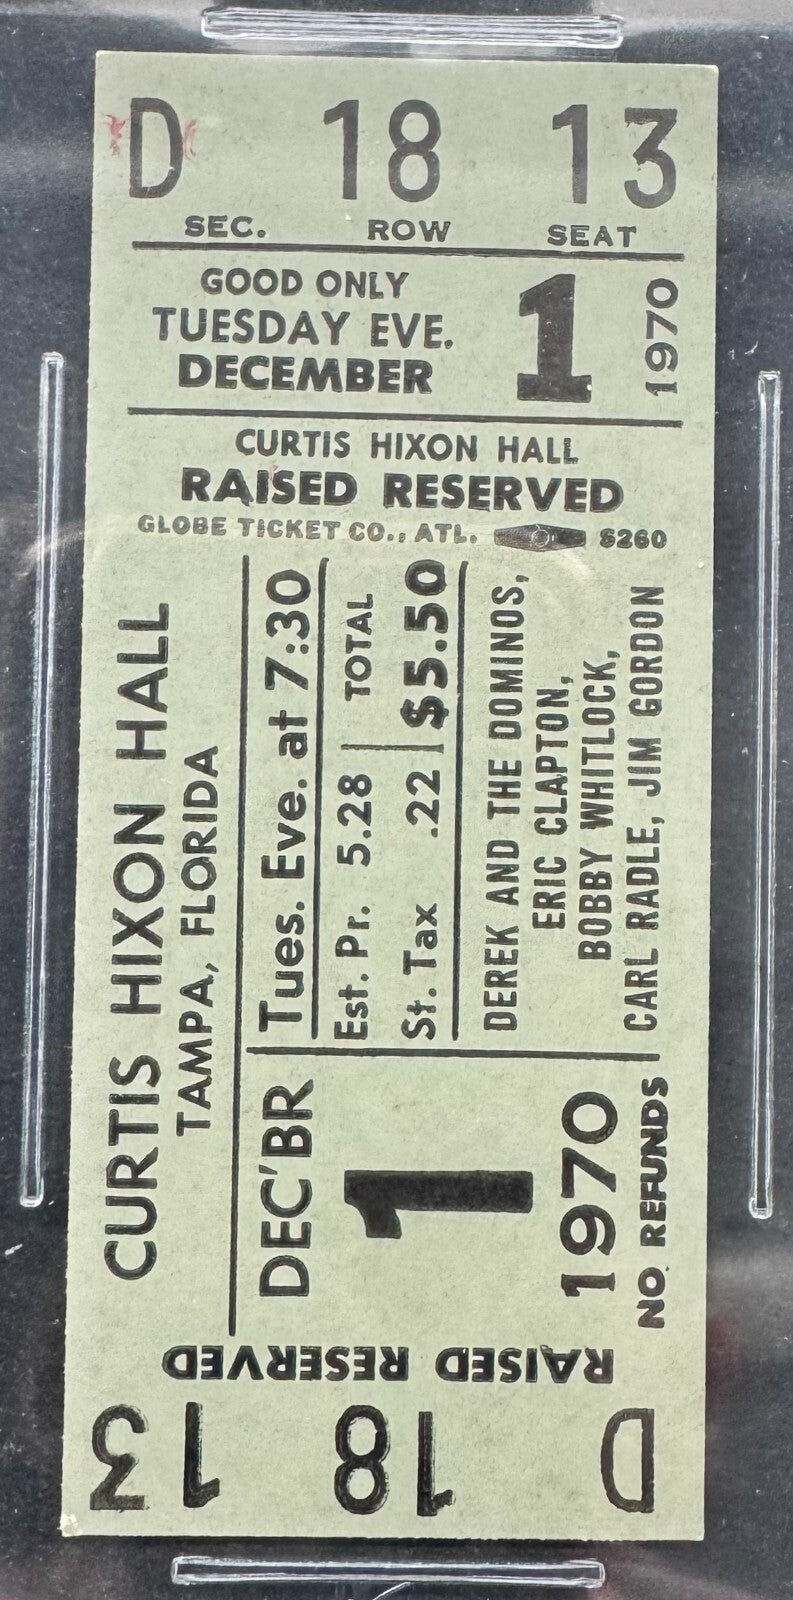 D 18 13
SEC. ROW SEAT
GOOD ONLY
TUESDAY EVE.
DECEMBER
1
1970
CURTIS HIXON HALL
RAISED RESERVED
GLOBE TICKET CO., ATL. S260
CURTIS HIXON HALL
TAMPA, FLORIDA
DEC'BR
1
1970
Tues. Eve. at 7:30
Est. Pr. 5.28 TOTAL
St. Tax .22 $5.50
DEREK AND THE DOMINOS,
ERIC CLAPTON,
BOBBY WHITLOCK,
CARL RADLE, JIM GORDON
NO REFUNDS
RAISED RESERVED
D 18 13